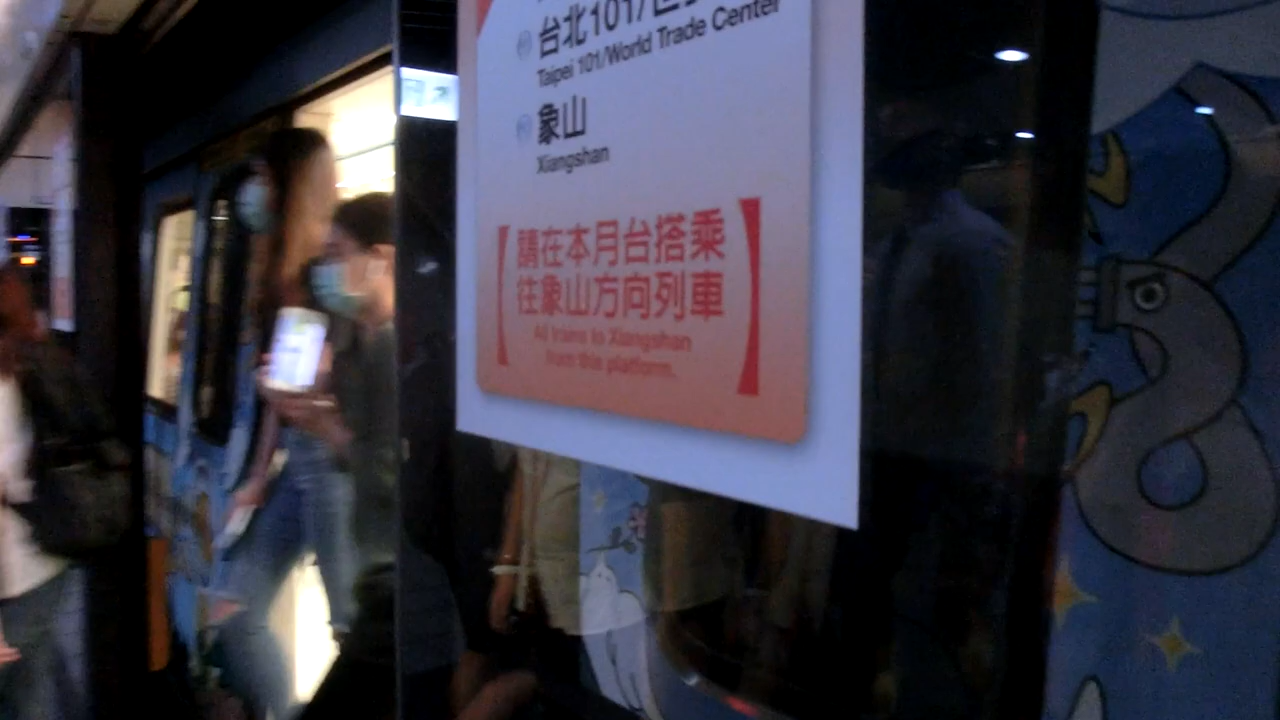 台北101/世
Taipei 101/World Trade Center
象山
Xiangshan
請在本月台搭乘
往象山方向列車
All trains to Xiangshan
from this platform.